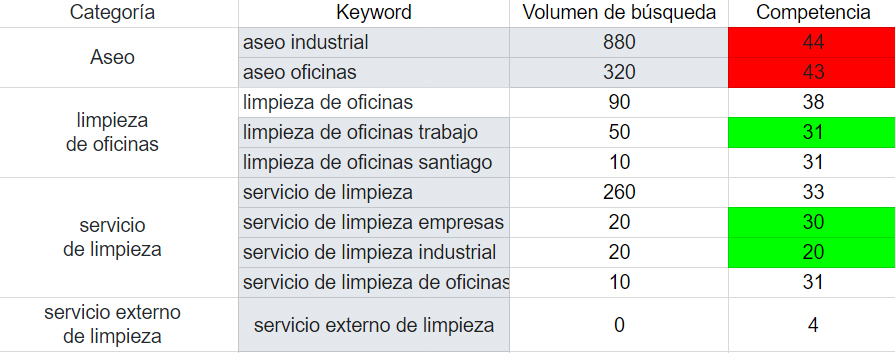 Categoría Keyword Volumen de búsqueda Competencia
Aseo
aseo industrial 880 44
aseo oficinas 320 43
limpieza
de oficinas
limpieza de oficinas 90 38
limpieza de oficinas trabajo 50 31
limpieza de oficinas santiago 10 31
servicio
de limpieza
servicio de limpieza 260 33
servicio de limpieza empresas 20 30
servicio de limpieza industrial 20 20
servicio de limpieza de oficinas 10 31
servicio externo
de limpieza
servicio externo de limpieza 0 4